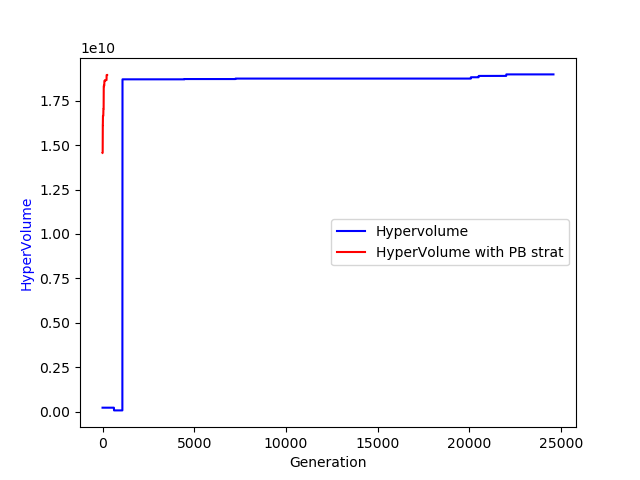 1e10
1.75
1.50
1.25
1.00
0.75
0.50
0.25
0.00
HyperVolume
Hypervolume
HyperVolume with PB strat
0 5000 10000 15000 20000 25000
Generation